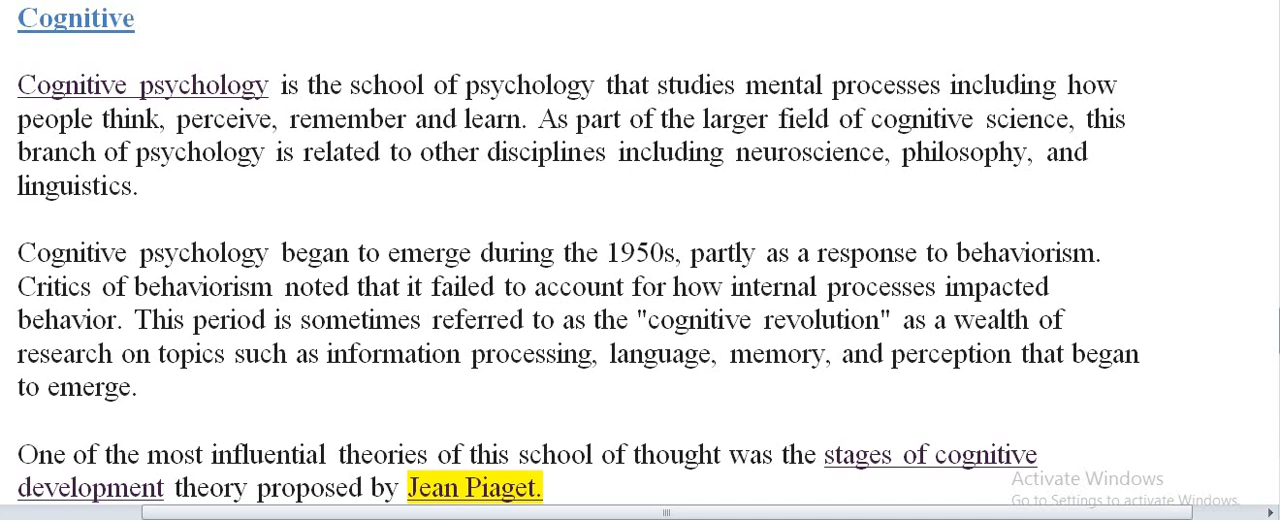 Cognitive
Cognitive psychology is the school of psychology that studies mental processes including how
people think, perceive, remember and learn. As part of the larger field of cognitive science, this
branch of psychology is related to other disciplines including neuroscience, philosophy, and
linguistics.
Cognitive psychology began to emerge during the 1950s, partly as a response to behaviorism.
Critics of behaviorism noted that it failed to account for how internal processes impacted
behavior. This period is sometimes referred to as the "cognitive revolution" as a wealth of
research on topics such as information processing, language, memory, and perception that began
to emerge.
One of the most influential theories of this school of thought was the stages of cognitive
development theory proposed by Jean Piaget.
Activate Windows
Go to Settings to activate Windows.